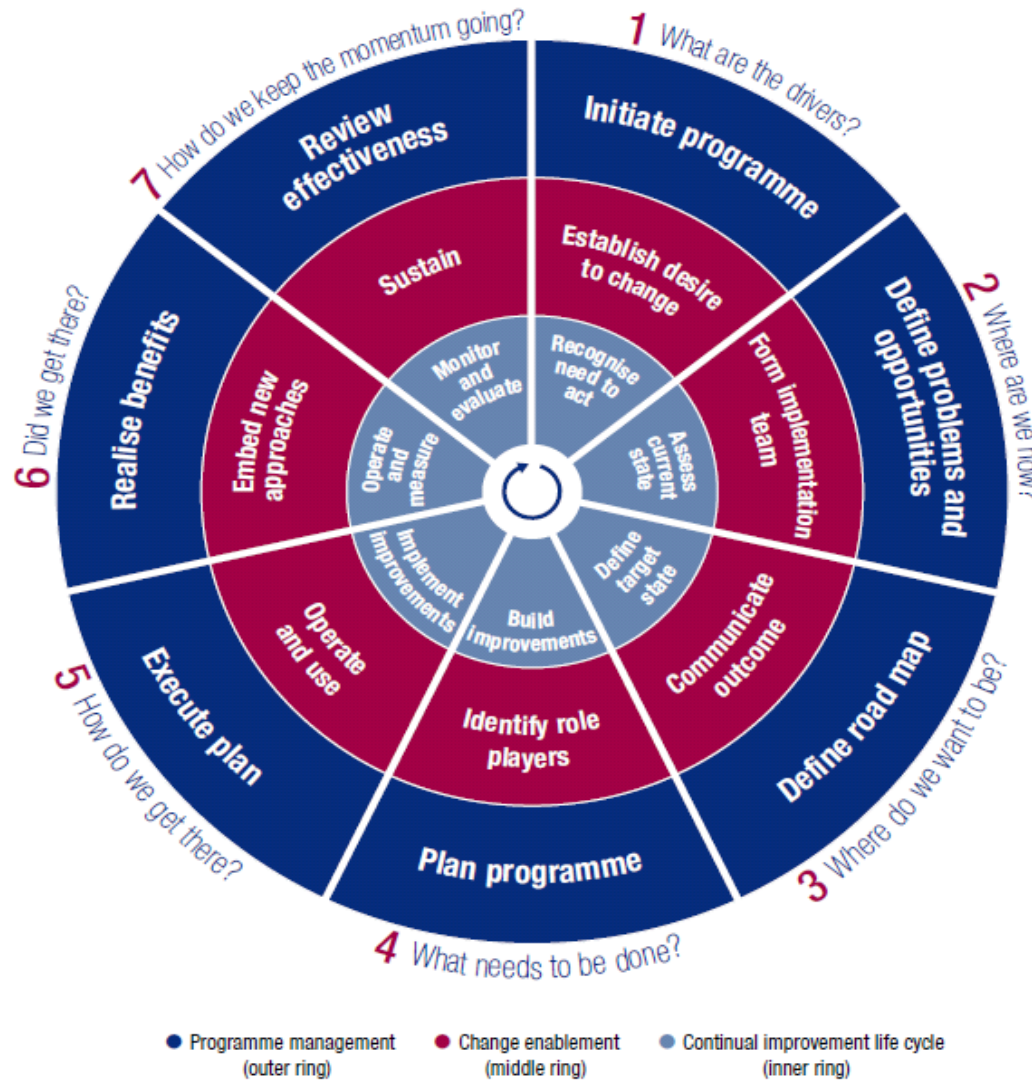 1 What are the drivers?
Initiate programme
Establish desire
to change
Recognise
need to
act
2 Where are we now?
Define problems and
opportunities
Form implementation
team
Assess
current
state
3 Where do we want to be?
Define road map
Communicate
outcome
Define
target
state
4 What needs to be done?
Plan programme
Identify role
players
Build
improvements
5 How do we get there?
Execute plan
Operate
and use
Implement
improvements
6 Did we get there?
Realise benefits
Embed new
approaches
Operate
and
measure
7 How do we keep the momentum going?
Review
effectiveness
Sustain
Monitor
and
evaluate
Programme management
(outer ring)
Change enablement
(middle ring)
Continual improvement life cycle
(inner ring)